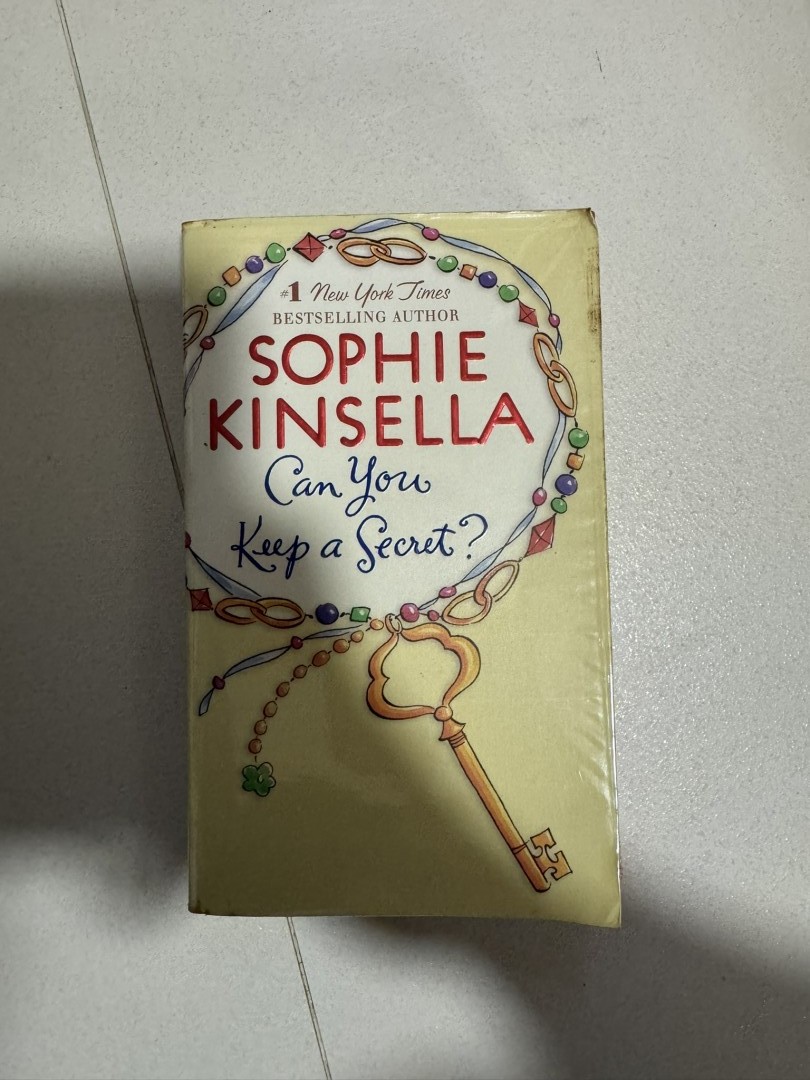 #1 New York Times
BESTSELLING AUTHOR
SOPHIE
KINSELLA
Can You
Keep a Secret?